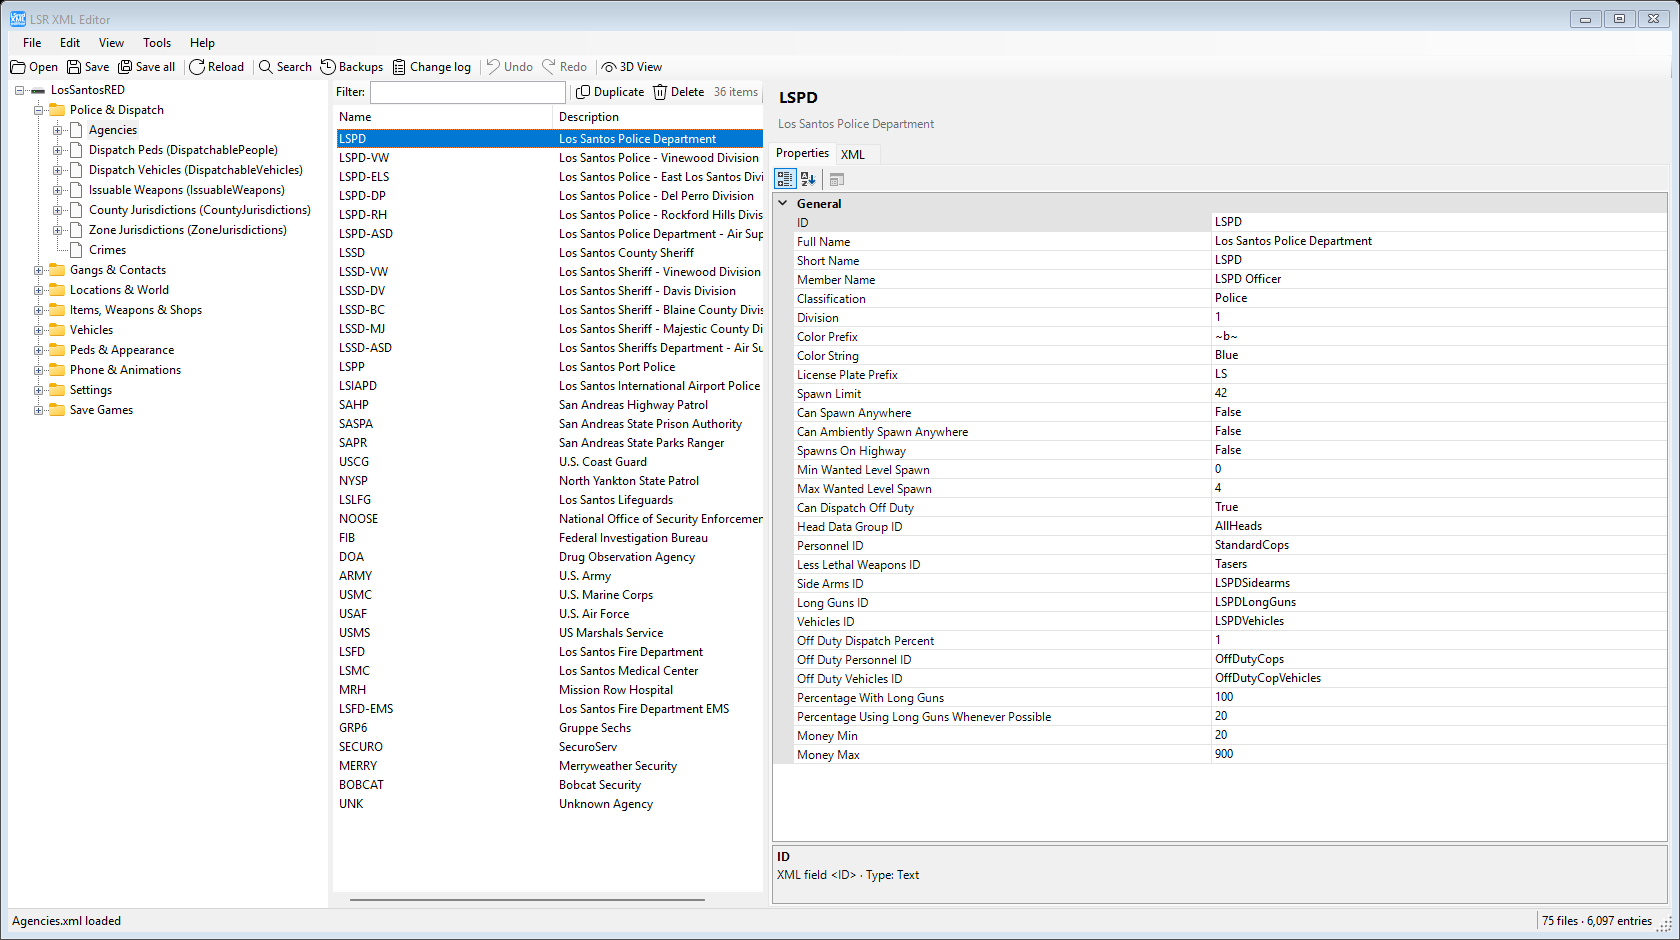 LSR XML Editor
File Edit View Tools Help
Open Save Save all Reload Search Backups Change log Undo Redo 3D View
LosSantosRED
Police & Dispatch
Agencies
Dispatch Peds (DispatchablePeople)
Dispatch Vehicles (DispatchableVehicles)
Issuable Weapons (IssuableWeapons)
County Jurisdictions (CountyJurisdictions)
Zone Jurisdictions (ZoneJurisdictions)
Crimes
Gangs & Contacts
Locations & World
Items, Weapons & Shops
Vehicles
Peds & Appearance
Phone & Animations
Settings
Save Games
Filter: Duplicate Delete 36 items
Name Description
LSPD Los Santos Police Department
LSPD-VW Los Santos Police - Vinewood Division
LSPD-ELS Los Santos Police - East Los Santos Divi
LSPD-DP Los Santos Police - Del Perro Division
LSPD-RH Los Santos Police - Rockford Hills Divis
LSPD-ASD Los Santos Police Department - Air Sup
LSSD Los Santos County Sheriff
LSSD-VW Los Santos Sheriff - Vinewood Division
LSSD-DV Los Santos Sheriff - Davis Division
LSSD-BC Los Santos Sheriff - Blaine County Divis
LSSD-MJ Los Santos Sheriff - Majestic County Di
LSSD-ASD Los Santos Sheriffs Department - Air Su
LSPP Los Santos Port Police
LSIAPD Los Santos International Airport Police
SAHP San Andreas Highway Patrol
SASPA San Andreas State Prison Authority
SAPR San Andreas State Parks Ranger
USCG U.S. Coast Guard
NYSP North Yankton State Patrol
LSLFG Los Santos Lifeguards
NOOSE National Office of Security Enforcemen
FIB Federal Investigation Bureau
DOA Drug Observation Agency
ARMY U.S. Army
USMC U.S. Marine Corps
USAF U.S. Air Force
USMS US Marshals Service
LSFD Los Santos Fire Department
LSMC Los Santos Medical Center
MRH Mission Row Hospital
LSFD-EMS Los Santos Fire Department EMS
GRP6 Gruppe Sechs
SECURO SecuroServ
MERRY Merryweather Security
BOBCAT Bobcat Security
UNK Unknown Agency
LSPD
Los Santos Police Department
Properties XML
General
ID LSPD
Full Name Los Santos Police Department
Short Name LSPD
Member Name LSPD Officer
Classification Police
Division 1
Color Prefix ~b~
Color String Blue
License Plate Prefix LS
Spawn Limit 42
Can Spawn Anywhere False
Can Ambiently Spawn Anywhere False
Spawns On Highway False
Min Wanted Level Spawn 0
Max Wanted Level Spawn 4
Can Dispatch Off Duty True
Head Data Group ID AllHeads
Personnel ID StandardCops
Less Lethal Weapons ID Tasers
Side Arms ID LSPDSidearms
Long Guns ID LSPDLongGuns
Vehicles ID LSPDVehicles
Off Duty Dispatch Percent 1
Off Duty Personnel ID OffDutyCops
Off Duty Vehicles ID OffDutyCopVehicles
Percentage With Long Guns 100
Percentage Using Long Guns Whenever Possible 20
Money Min 20
Money Max 900
ID
XML field <ID> · Type: Text
Agencies.xml loaded
75 files · 6,097 entries